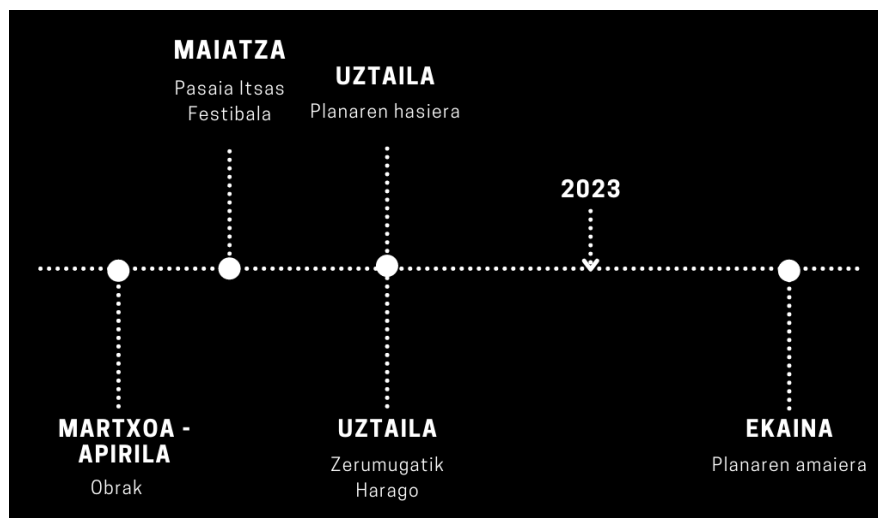 MAIATZA
Pasaia Itsas
Festibala
UZTAILA
Planaren hasiera
2023
MARTXOA -
APIRILA
Obrak
UZTAILA
Zerumugatik
Harago
EKAINA
Planaren amaiera